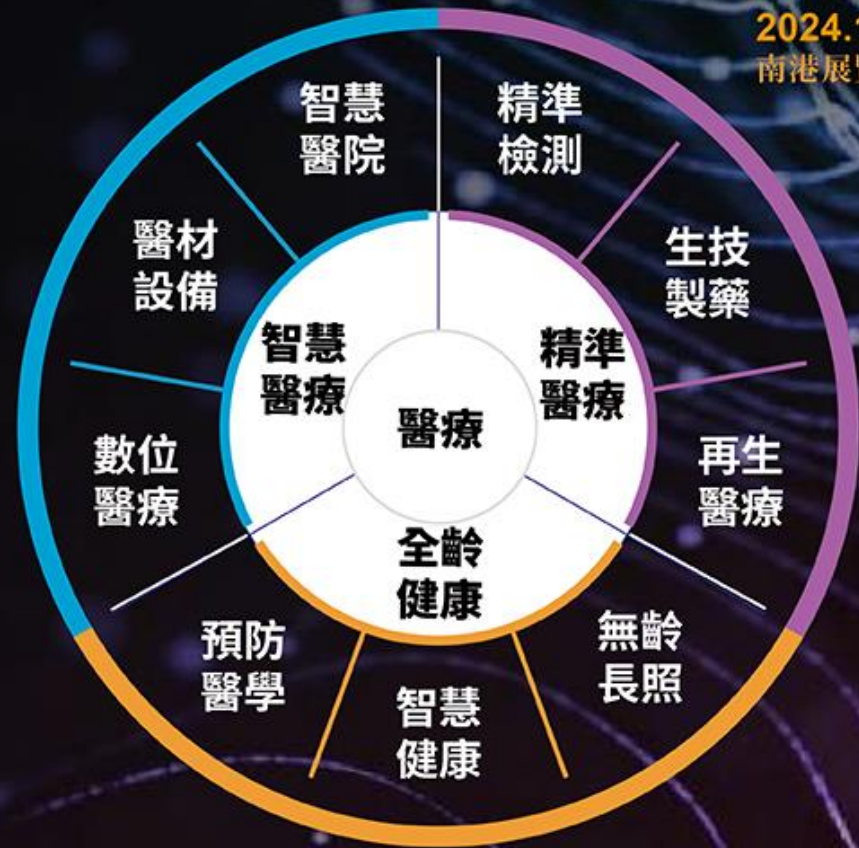 2024.1
南港展
智慧
醫院
精準
檢測
醫材
設備
生技
製藥
智慧
醫療
精準
醫療
醫療
數位
醫療
再生
醫療
全齡
健康
預防
醫學
無齡
長照
智慧
健康